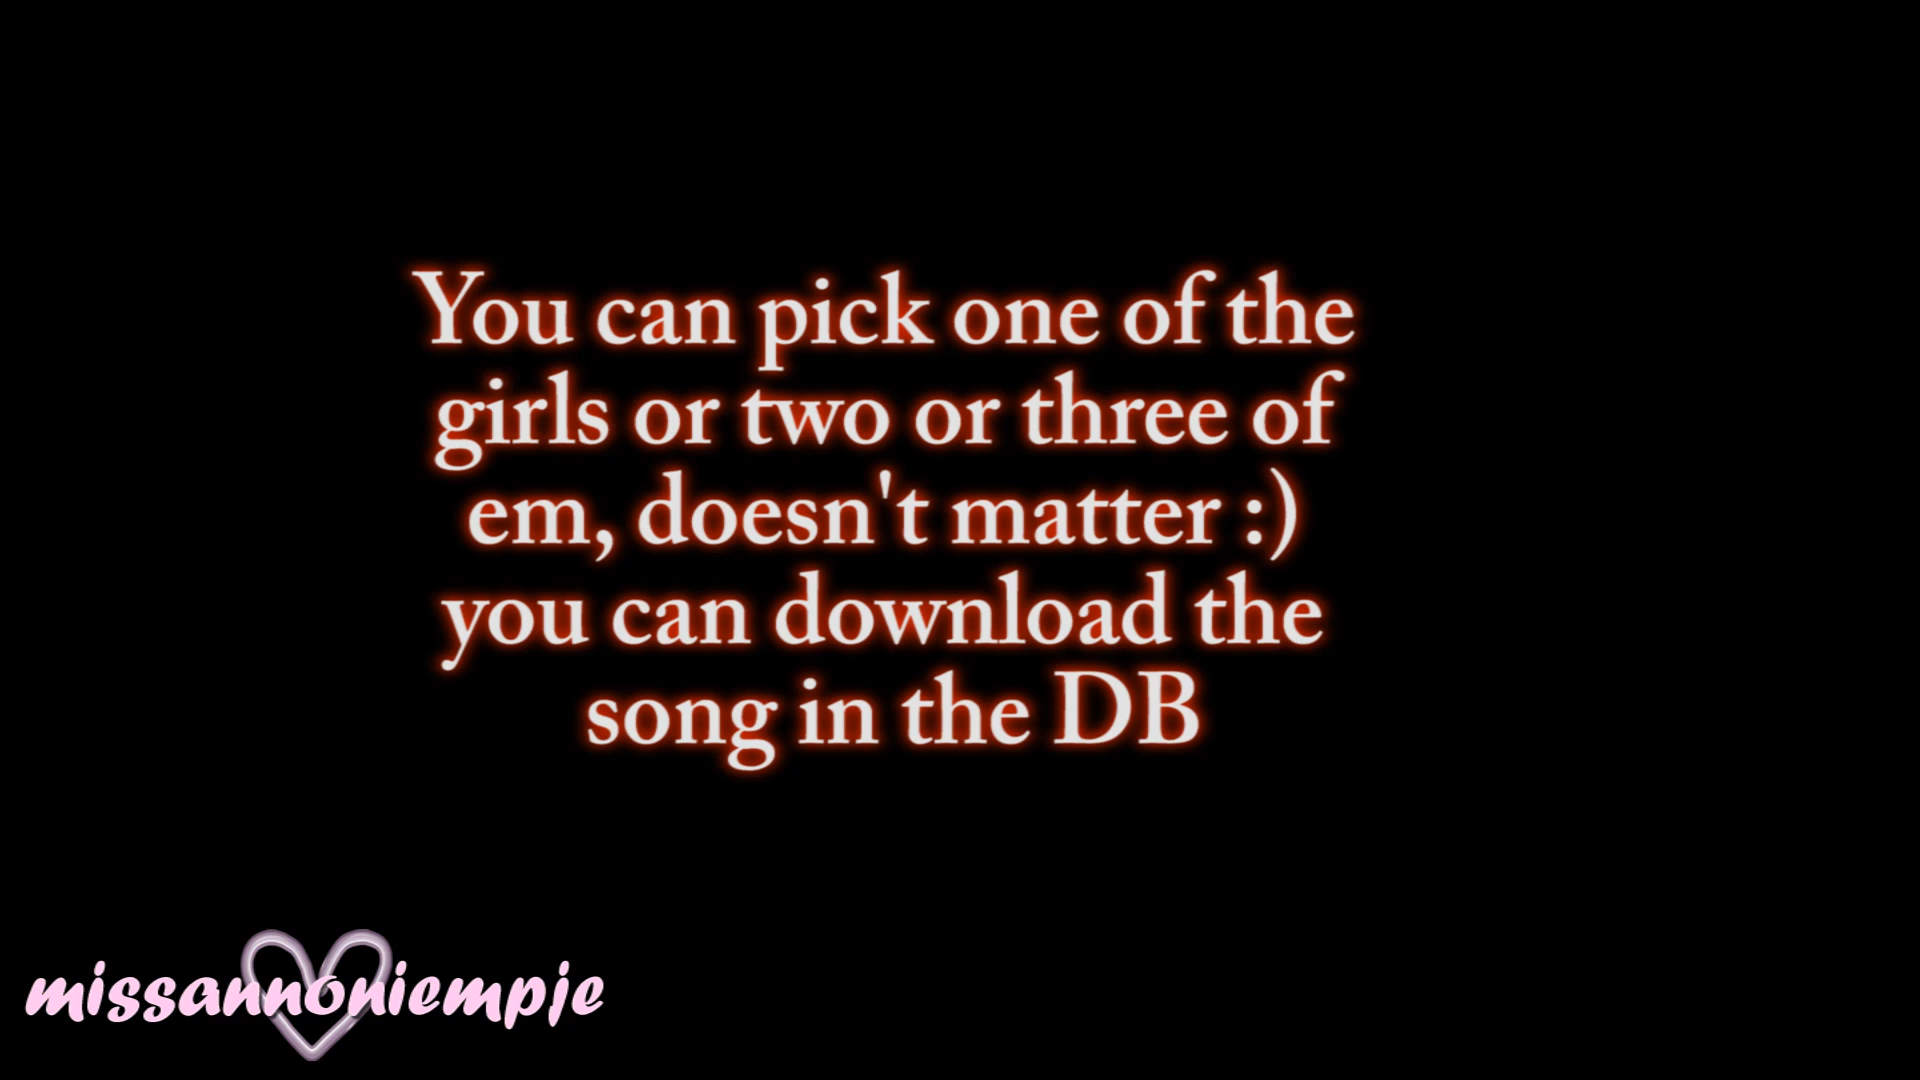 You can pick one of the
girls or two or three of
em, doesn't matter :)
you can download the
song in the DB
missannoniempje